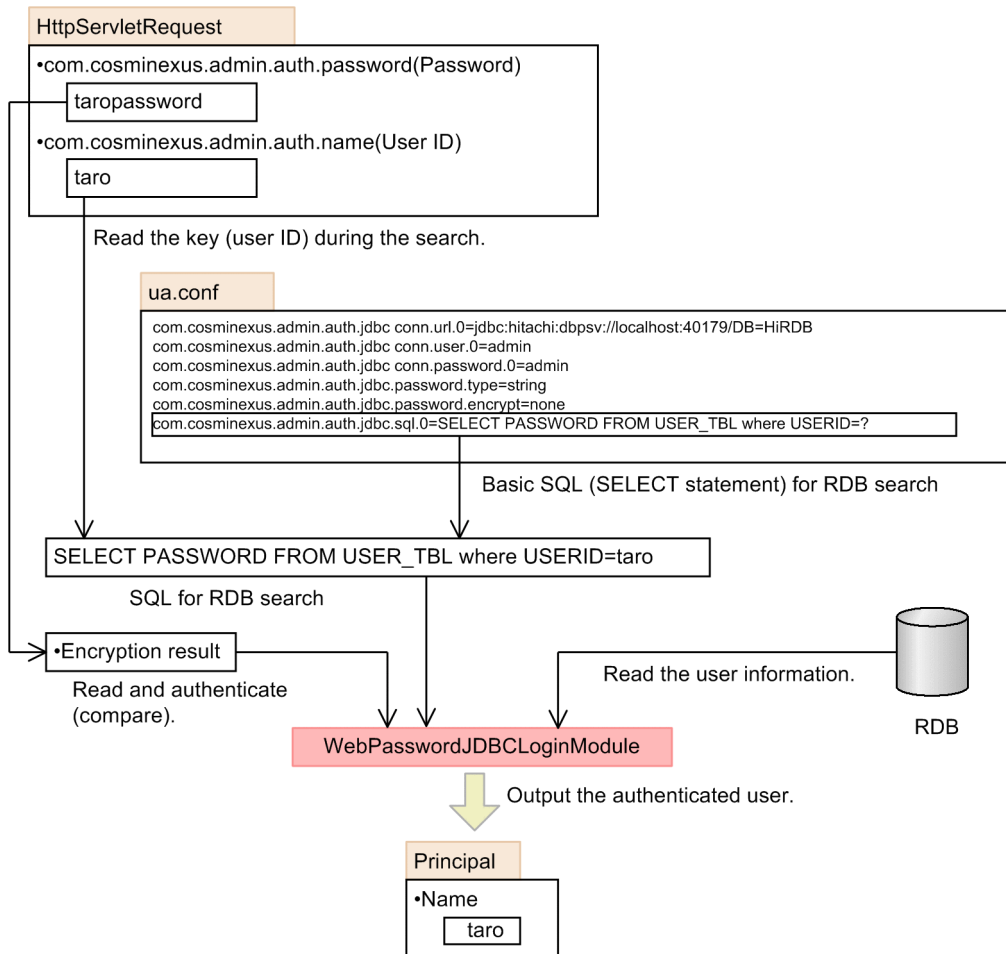 HttpServletRequest
•com.cosminexus.admin.auth.password(Password)
taropassword
•com.cosminexus.admin.auth.name(User ID)
taro
Read the key (user ID) during the search.
ua.conf
com.cosminexus.admin.auth.jdbc conn.url.0=jdbc:hitachi:dbpsv://localhost:40179/DB=HiRDB
com.cosminexus.admin.auth.jdbc conn.user.0=admin
com.cosminexus.admin.auth.jdbc conn.password.0=admin
com.cosminexus.admin.auth.jdbc.password.type=string
com.cosminexus.admin.auth.jdbc.password.encrypt=none
com.cosminexus.admin.auth.jdbc.sql.0=SELECT PASSWORD FROM USER_TBL where USERID=?
Basic SQL (SELECT statement) for RDB search
SELECT PASSWORD FROM USER_TBL where USERID=taro
SQL for RDB search
•Encryption result
Read and authenticate
(compare).
Read the user information.
RDB
WebPasswordJDBCLoginModule
Output the authenticated user.
Principal
•Name
taro